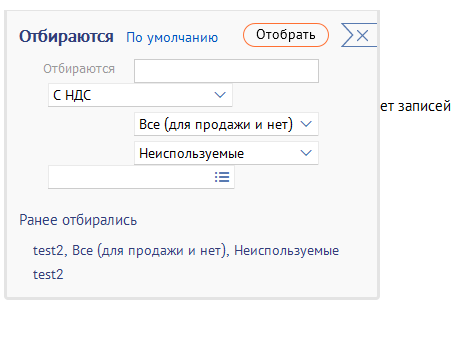 Отбираются По умолчанию Отобрать
Отбираются
С НДС
ет записей
Все (для продажи и нет)
Неиспользуемые
Ранее отбирались
test2, Все (для продажи и нет), Неиспользуемые
test2